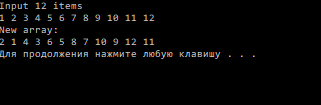 Input 12 items
1 2 3 4 5 6 7 8 9 10 11 12
New array:
2 1 4 3 6 5 8 7 10 9 12 11
Для продолжения нажмите любую клавишу . . .